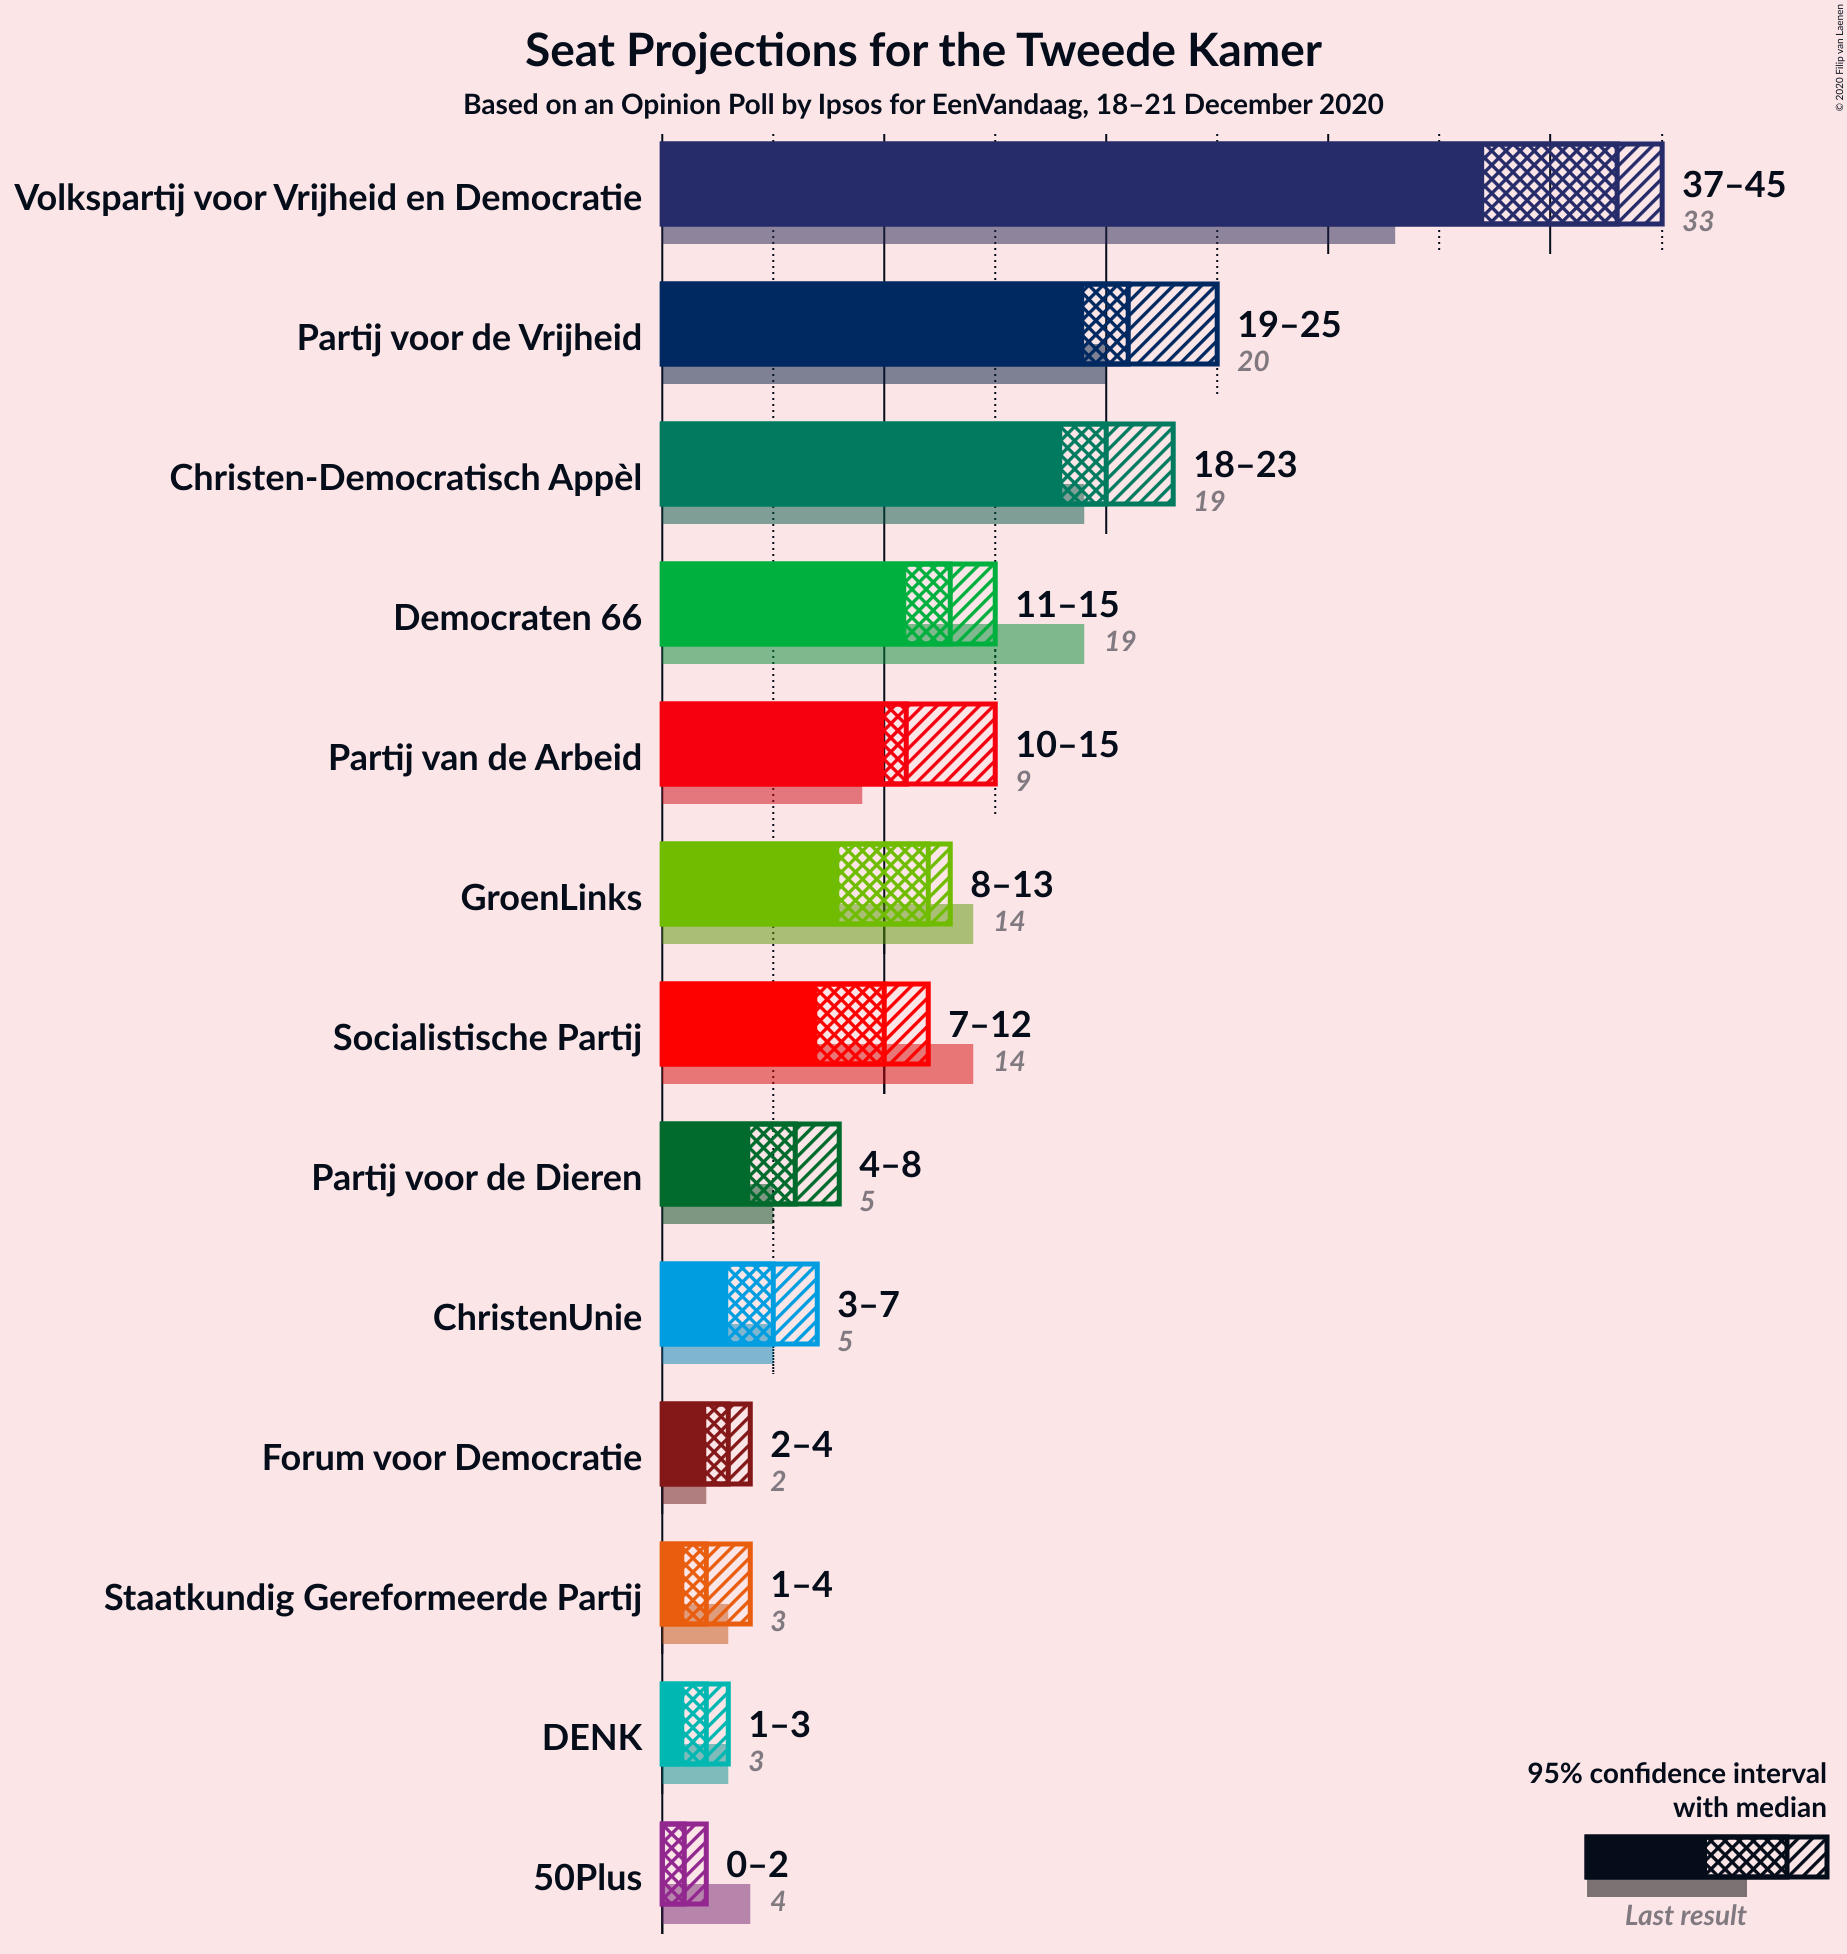 Seat Projections for the Tweede Kamer
Based on an Opinion Poll by Ipsos for EenVandaag, 18–21 December 2020
© 2020 Filip van Laenen
Volkspartij voor Vrijheid en Democratie
37–45
33
Partij voor de Vrijheid
19–25
20
Christen-Democratisch Appèl
18–23
19
Democraten 66
11–15
19
Partij van de Arbeid
10–15
9
GroenLinks
8–13
14
Socialistische Partij
7–12
14
Partij voor de Dieren
4–8
5
ChristenUnie
3–7
5
Forum voor Democratie
2–4
2
Staatkundig Gereformeerde Partij
1–4
3
DENK
1–3
3
50Plus
0–2
4
95% confidence interval
with median
Last result